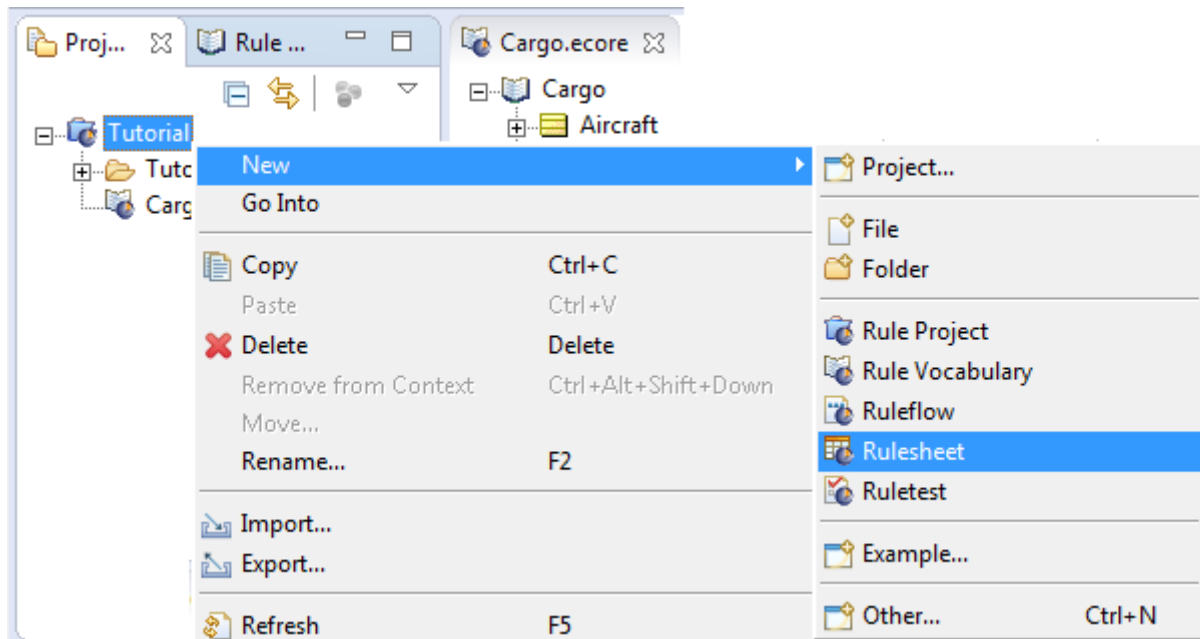 Proj...
Rule ...
Cargo.ecore
Cargo
Aircraft
Tutorial
Tutc
Carg
New
Go Into
Copy Ctrl+C
Paste Ctrl+V
Delete Delete
Remove from Context Ctrl+Alt+Shift+Down
Move...
Rename... F2
Import...
Export...
Refresh F5
Project...
File
Folder
Rule Project
Rule Vocabulary
Ruleflow
Rulesheet
Ruletest
Example...
Other... Ctrl+N